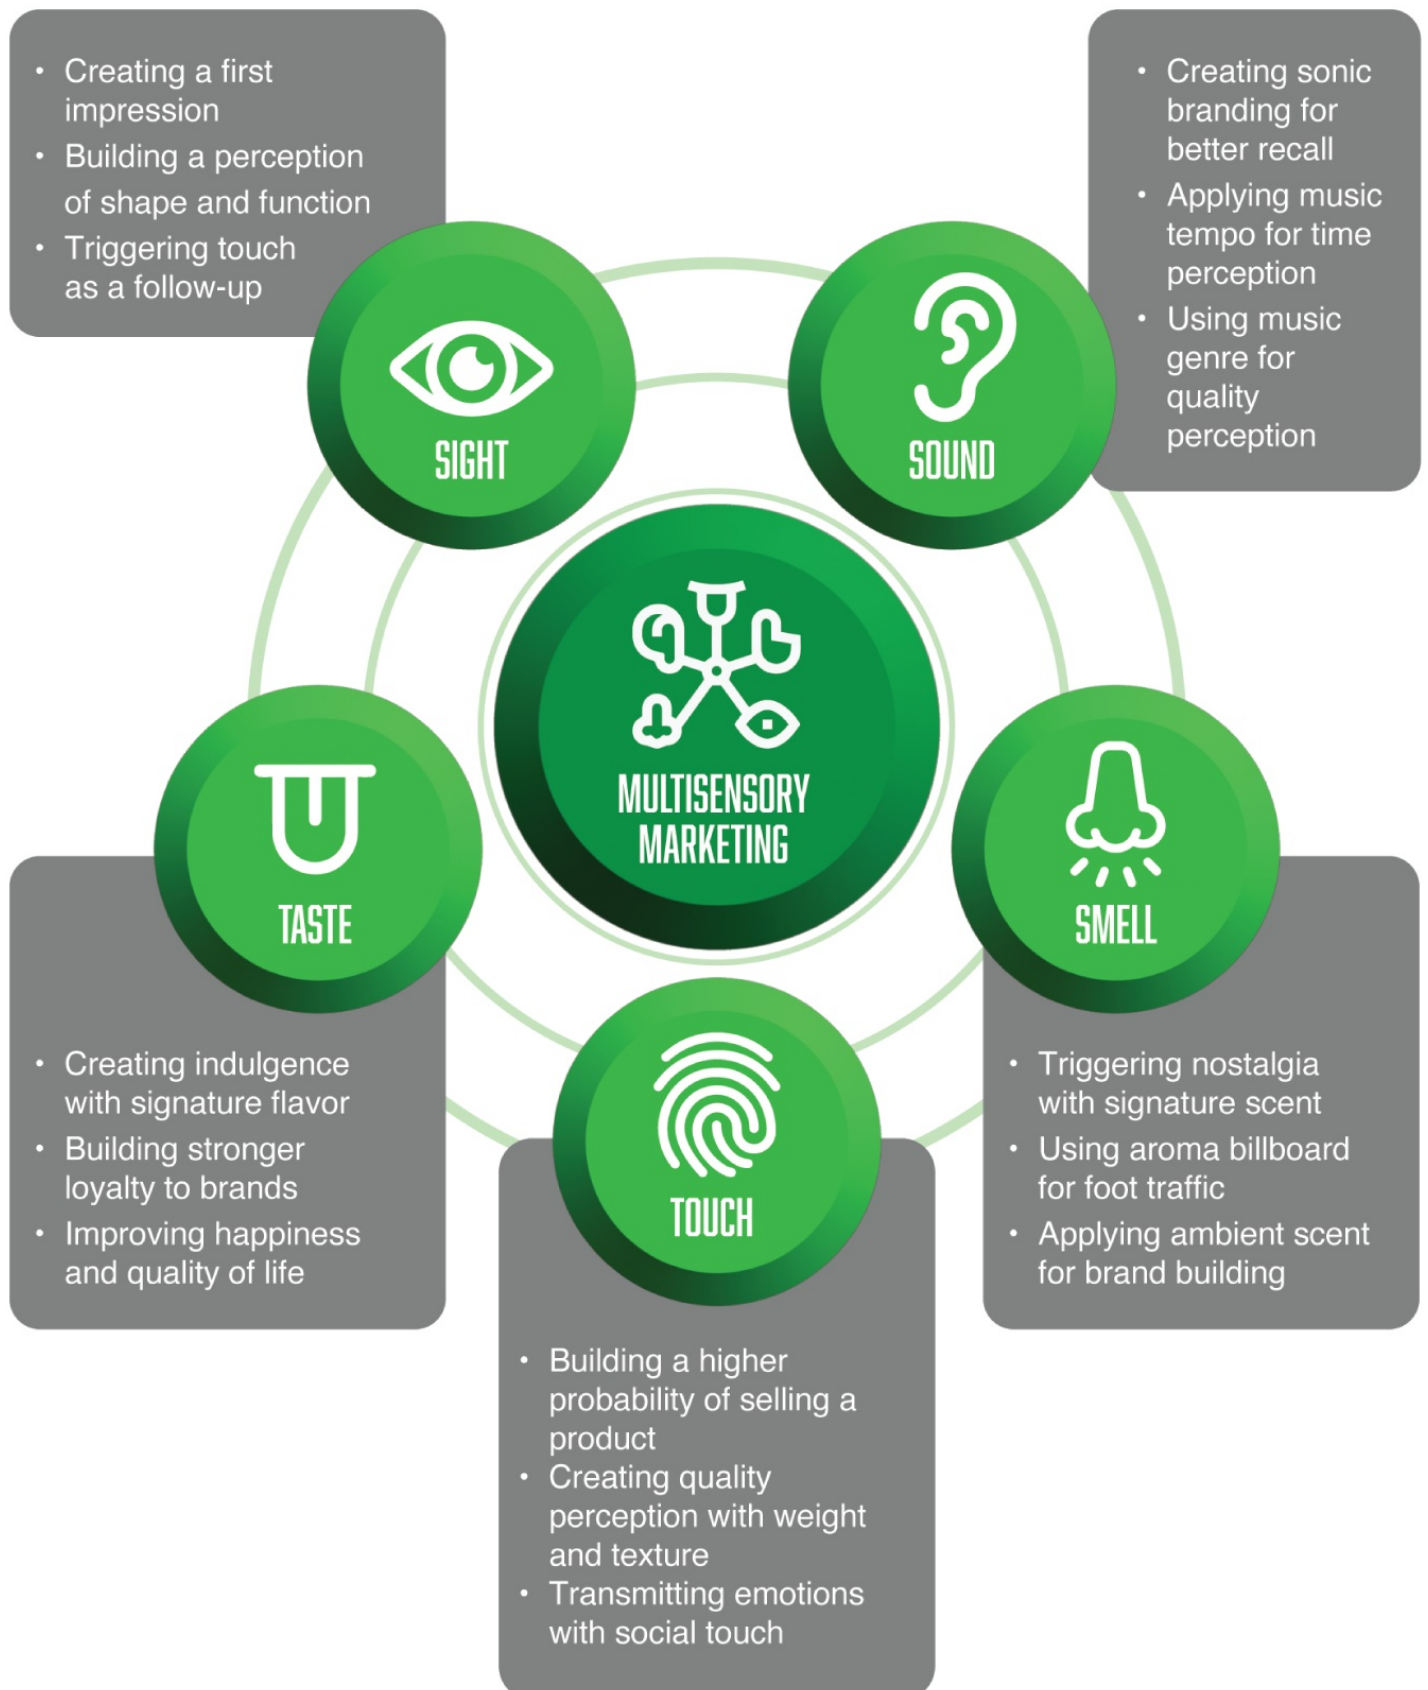 • Creating a first
impression
• Building a perception
of shape and function
• Triggering touch
as a follow-up
SIGHT
• Creating sonic
branding for
better recall
• Applying music
tempo for time
perception
• Using music
genre for
quality
perception
SOUND
MULTISENSORY
MARKETING
TASTE
• Creating indulgence
with signature flavor
• Building stronger
loyalty to brands
• Improving happiness
and quality of life
SMELL
• Triggering nostalgia
with signature scent
• Using aroma billboard
for foot traffic
• Applying ambient scent
for brand building
TOUCH
• Building a higher
probability of selling a
product
• Creating quality
perception with weight
and texture
• Transmitting emotions
with social touch